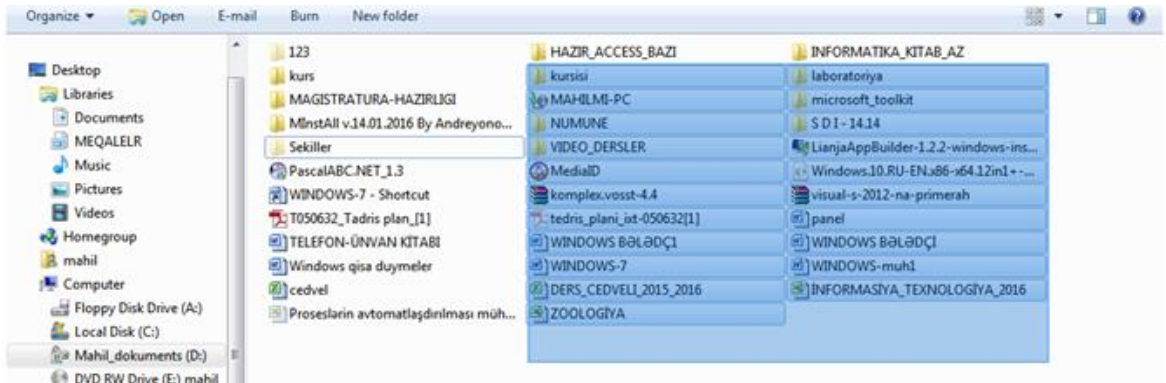 Organize Open E-mail Burn New folder
Desktop
Libraries
Documents
MEQALELR
Music
Pictures
Videos
Homegroup
mahil
Computer
Floppy Disk Drive (A:)
Local Disk (C:)
Mahil_dokuments (D:)
DVD RW Drive (E:) mahil
123
kurs
MAGISTRATURA-HAZIRLIGI
MInstAll v.14.01.2016 By Andreyono...
Sekiller
PascalABC.NET_1.3
WINDOWS-7 - Shortcut
T050632_Tadris plan_[1]
TELEFON-ÜNVAN KİTABI
Windows qisa duymeler
cedvel
Proseslərin avtomatlaşdırılması müh...
HAZIR_ACCESS_BAZI
kursisi
MAHILMI-PC
NUMUNE
VIDEO_DERSLER
MediaID
komplex.vosst-4.4
tedris_plani_ixt-050632[1]
WINDOWS BƏLƏDÇ1
WINDOWS-7
DERS_CEDVELI_2015_2016
ZOOLOGİYA
INFORMATIKA_KITAB_AZ
laboratoriya
microsoft_toolkit
S D I - 14.14
LianjaAppBuilder-1.2.2-windows-ins...
Windows.10.RU-EN.x86-x64.12in1+-...
visual-s-2012-na-primerah
panel
WINDOWS BƏLƏDÇİ
WINDOWS-muh1
İNFORMASİYA_TEXNOLOGİYA_2016